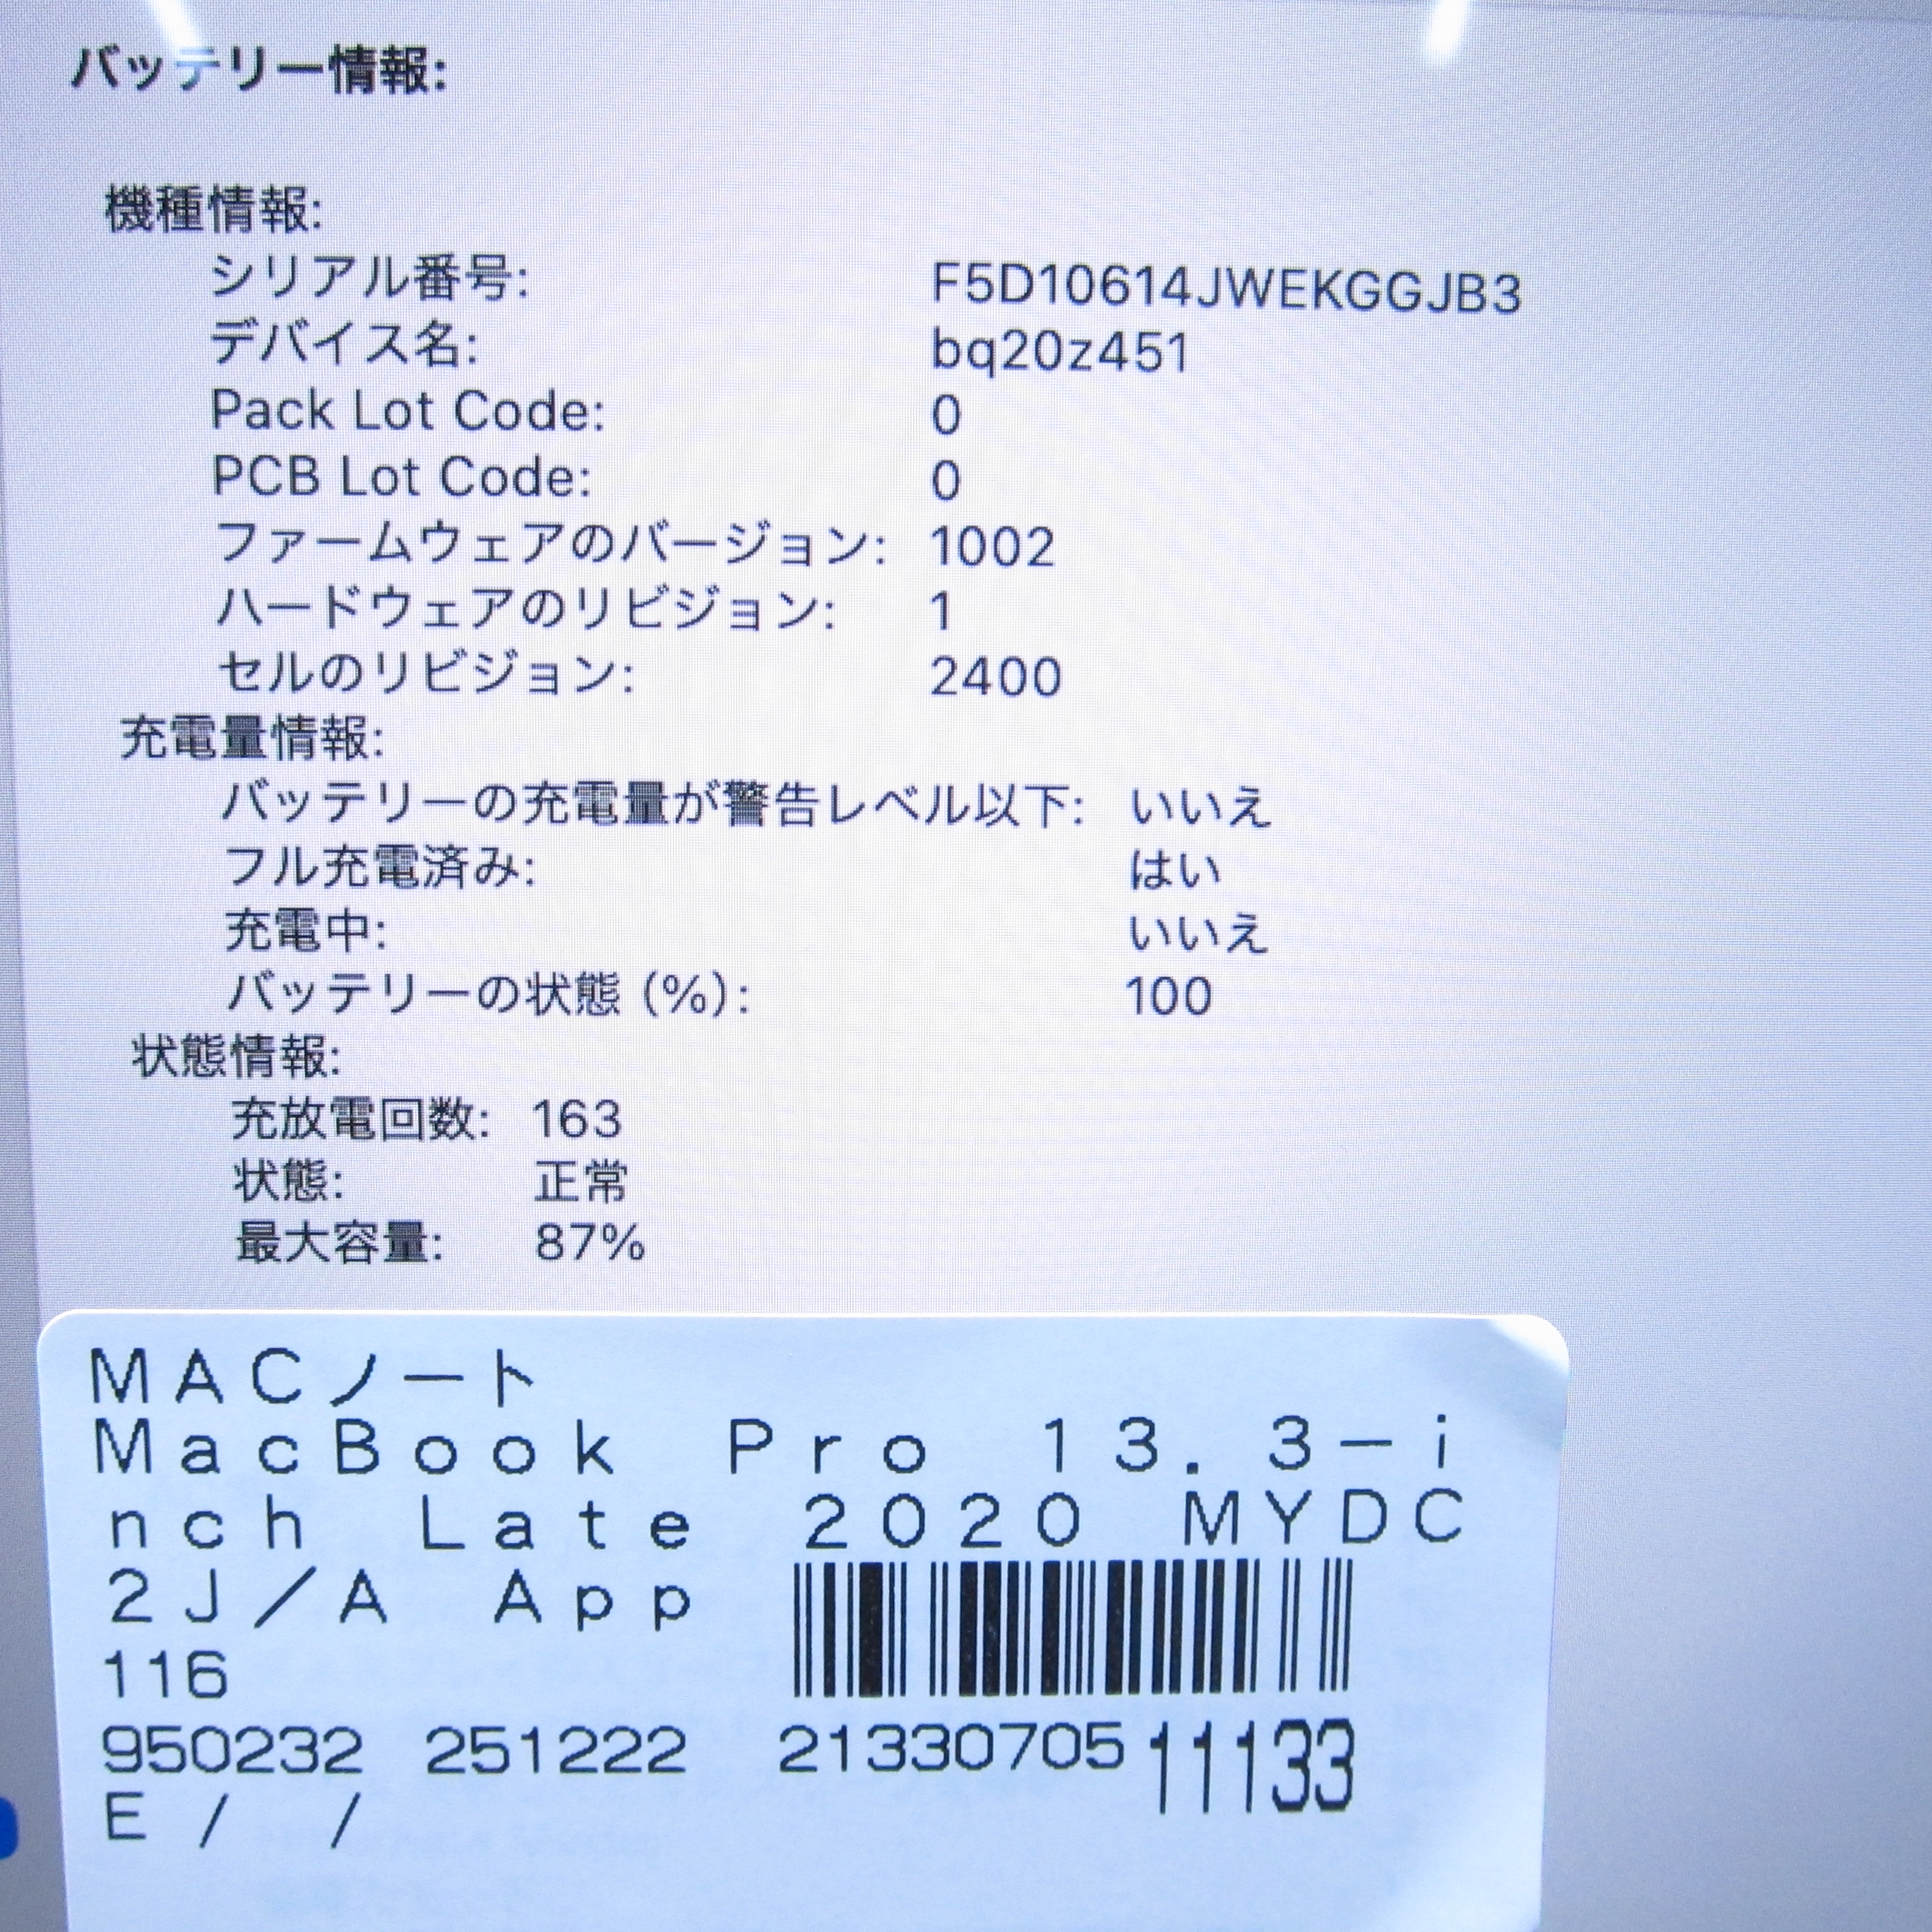 バッテリー情報:
機種情報:
シリアル番号: F5D10614JWEKGGJB3
デバイス名: bq20z451
Pack Lot Code: 0
PCB Lot Code: 0
ファームウェアのバージョン: 1002
ハードウェアのリビジョン: 1
セルのリビジョン: 2400
充電量情報:
バッテリーの充電量が警告レベル以下: いいえ
フル充電済み: はい
充電中: いいえ
バッテリーの状態 (%): 100
状態情報:
充放電回数: 163
状態: 正常
最大容量: 87%
MACノート
MacBook Pro 13.3-i
nch Late 2020 MYDC
2J/A App
116
950232 251222 21330705 11133
E / /